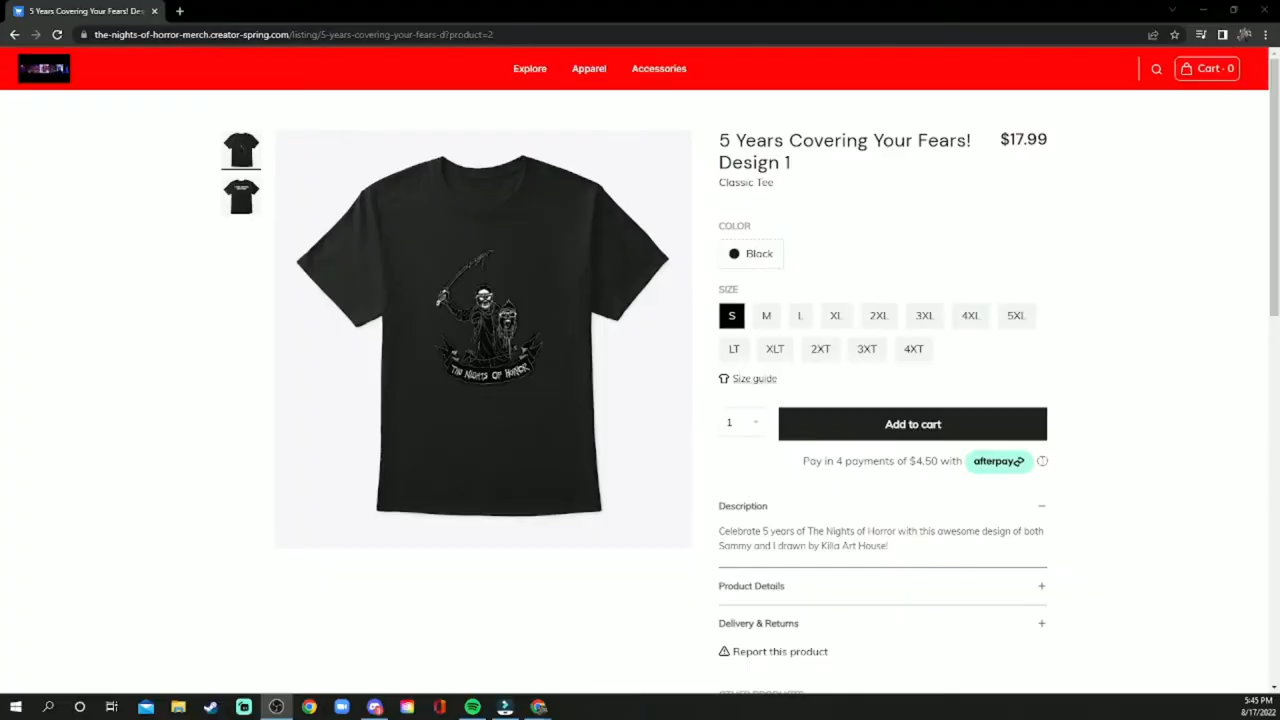 5 Years Covering Your Fears! De
the-nights-of-horror-merch.creator-spring.com/listing/5-years-covering-your-fears-d?product=2
Explore
Apparel
Accessories
Cart - 0
5 Years Covering Your Fears!
Design 1
$17.99
Classic Tee
COLOR
Black
SIZE
S M L XL 2XL 3XL 4XL 5XL
LT XLT 2XT 3XT 4XT
Size guide
1
Add to cart
Pay in 4 payments of $4.50 with afterpay
THE NIGHTS OF HORROR
Description
Celebrate 5 years of The Nights of Horror with this awesome design of both
Sammy and I drawn by Killa Art House!
Product Details
Delivery & Returns
Report this product
OTHER PRODUCTS
5:45 PM
8/17/2022